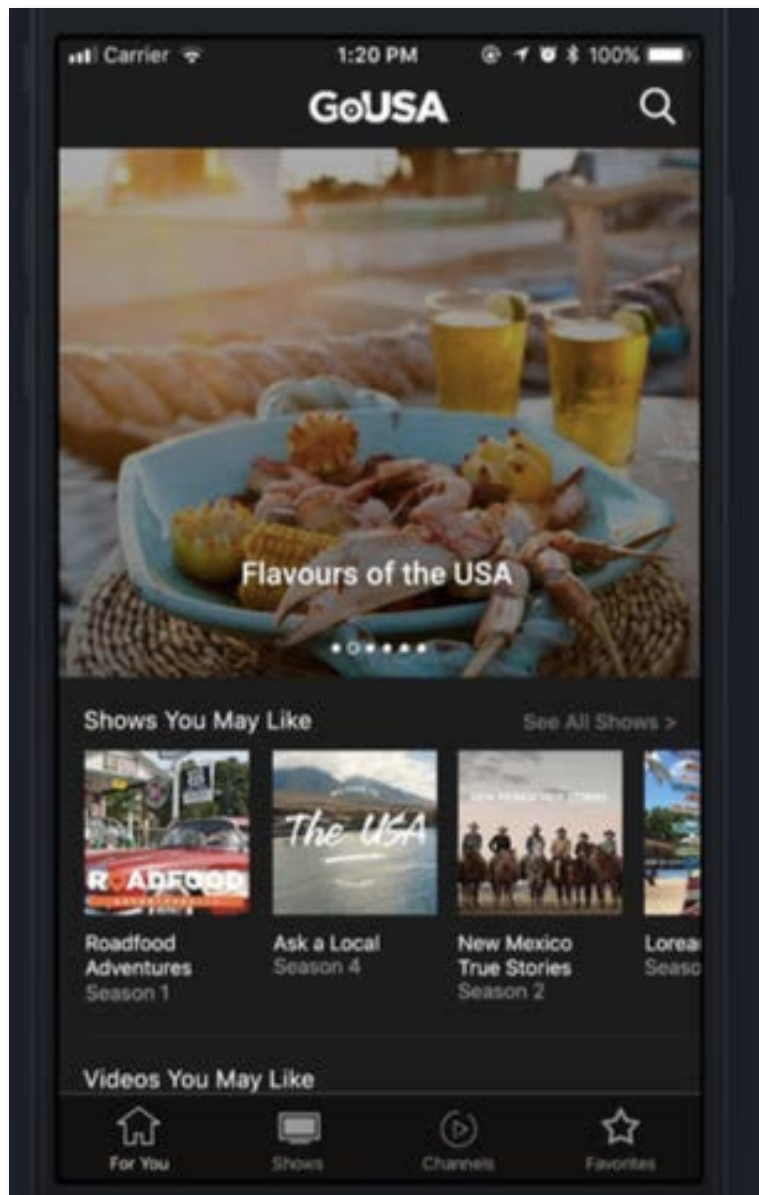 Carrier
1:20 PM
100%
GoUSA
Flavours of the USA
Shows You May Like
See All Shows >
The USA
ROADFOOD
Roadfood
Adventures
Season 1
Ask a Local
Season 4
New Mexico
True Stories
Season 2
Lorea
Seaso
Videos You May Like
For You
Shows
Channels
Favorites